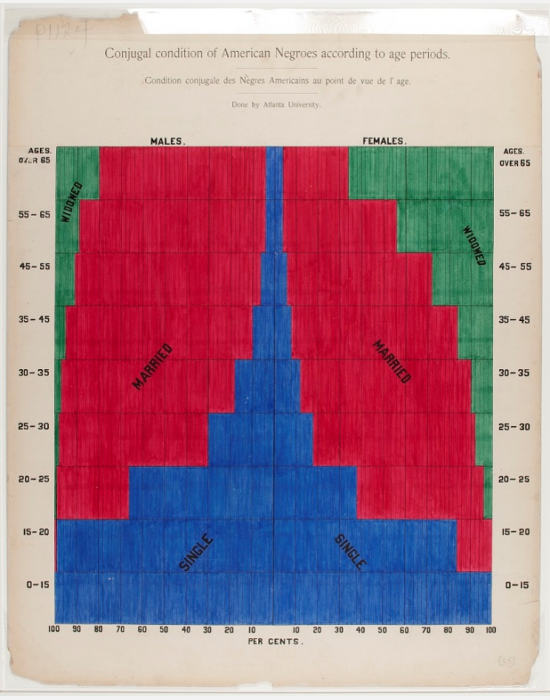 Conjugal condition of American Negroes according to age periods.
Condition conjugale des Nègres Americains au point de vue de l' age.
Done by Atlanta University.
MALES. FEMALES.
AGES. AGES.
OVER 65 OVER 65
WIDOWED
55-65 55-65
WIDOWED
45-55 45-55
35-45 35-45
MARRIED MARRIED
30-35 30-35
25-30 25-30
20-25 20-25
15-20 15-20
SINGLE SINGLE
0-15 0-15
100 90 80 70 60 50 40 30 20 10 10 20 30 40 50 60 70 80 90 100
PER CENTS.